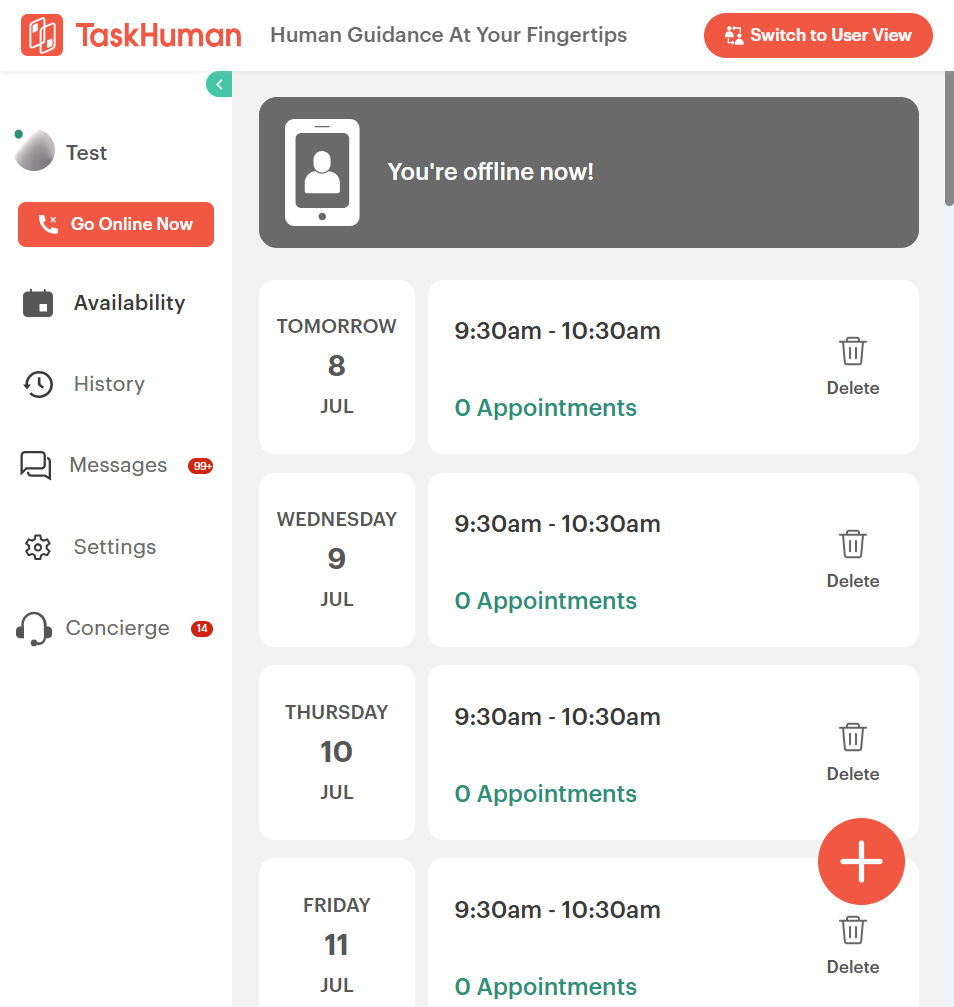 TaskHuman
Human Guidance At Your Fingertips
Switch to User View
Test
Go Online Now
Availability
History
Messages
99+
Settings
Concierge
14
You're offline now!
TOMORROW
8
JUL
9:30am - 10:30am
0 Appointments
Delete
WEDNESDAY
9
JUL
9:30am - 10:30am
0 Appointments
Delete
THURSDAY
10
JUL
9:30am - 10:30am
0 Appointments
Delete
FRIDAY
11
JUL
9:30am - 10:30am
0 Appointments
Delete